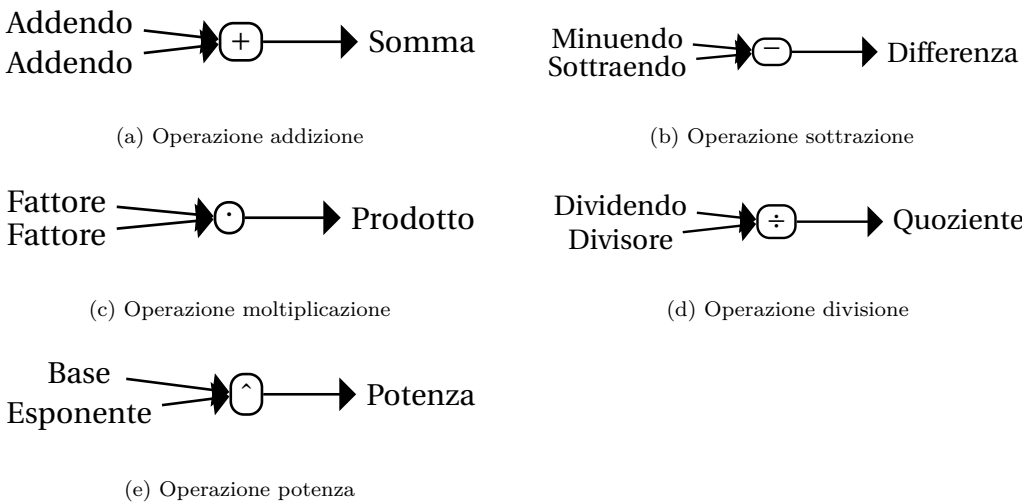 Addendo
Addendo
+
Somma
(a) Operazione addizione
Minuendo
Sottraendo
−
Differenza
(b) Operazione sottrazione
Fattore
Fattore
·
Prodotto
(c) Operazione moltiplicazione
Dividendo
Divisore
÷
Quoziente
(d) Operazione divisione
Base
Esponente
^
Potenza
(e) Operazione potenza